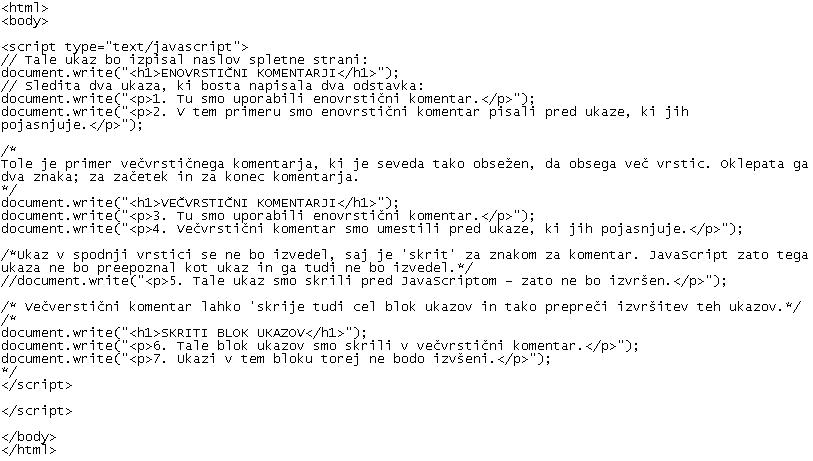 <html>
<body>
<script type="text/javascript">
// Tale ukaz bo izpisal naslov spletne strani:
document.write("<h1>ENOVRSTIČNI KOMENTARJI</h1>");
// Sledita dva ukaza, ki bosta napisala dva odstavka:
document.write("<p>1. Tu smo uporabili enovrstični komentar.</p>");
document.write("<p>2. V tem primeru smo enovrstični komentar pisali pred ukaze, ki jih
pojasnjuje.</p>");
/*
Tole je primer večvrstičnega komentarja, ki je seveda tako obsežen, da obsega več vrstic. Oklepata ga
dva znaka; za začetek in za konec komentarja.
*/
document.write("<h1>VEČVRSTIČNI KOMENTARJI</h1>");
document.write("<p>3. Tu smo uporabili enovrstični komentar.</p>");
document.write("<p>4. Večvrstični komentar smo umestili pred ukaze, ki jih pojasnjuje.</p>");
/*Ukaz v spodnji vrstici se ne bo izvedel, saj je 'skrit' za znakom za komentar. JavaScript zato tega
ukaza ne bo preepoznal kot ukaz in ga tudi ne bo izvedel.*/
//document.write("<p>5. Tale ukaz smo skrili pred JavaScriptom – zato ne bo izvršen.</p>");
/* Večverstični komentar lahko 'skrije tudi cel blok ukazov in tako prepreči izvršitev teh ukazov.*/
/*
document.write("<h1>SKRITI BLOK UKAZOV</h1>");
document.write("<p>6. Tale blok ukazov smo skrili v večvrstični komentar.</p>");
document.write("<p>7. Ukazi v tem bloku torej ne bodo izvšeni.</p>");
*/
</script>
</script>
</body>
</html>